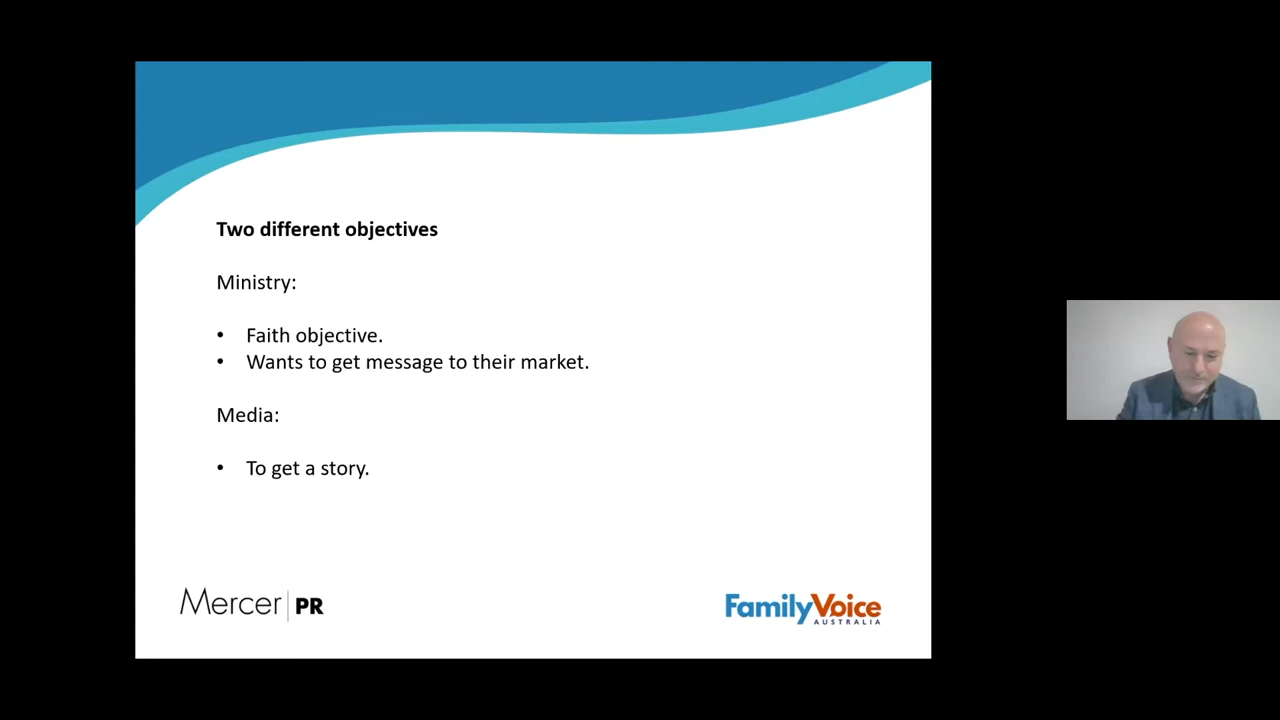 Two different objectives
Ministry:
• Faith objective.
• Wants to get message to their market.
Media:
• To get a story.
Mercer | PR
FamilyVoice
AUSTRALIA